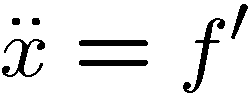 ẍ = f′